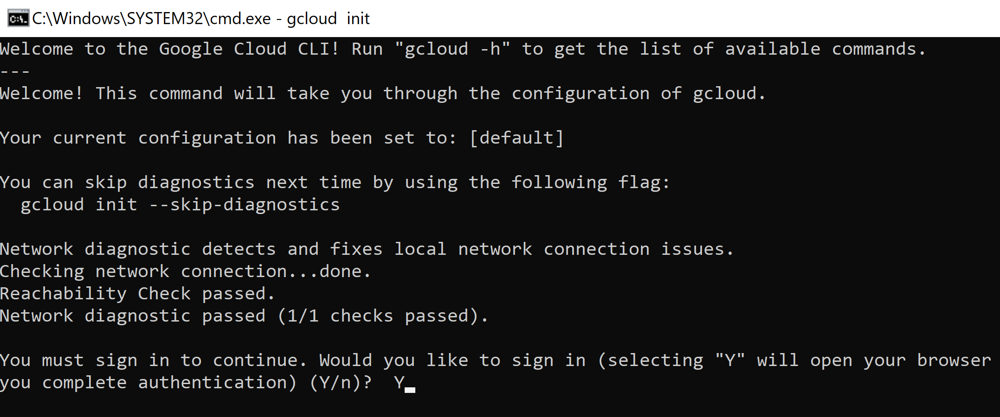 C:\Windows\SYSTEM32\cmd.exe - gcloud  init
Welcome to the Google Cloud CLI! Run "gcloud -h" to get the list of available commands.
---
Welcome! This command will take you through the configuration of gcloud.
Your current configuration has been set to: [default]
You can skip diagnostics next time by using the following flag:
  gcloud init --skip-diagnostics
Network diagnostic detects and fixes local network connection issues.
Checking network connection...done.
Reachability Check passed.
Network diagnostic passed (1/1 checks passed).
You must sign in to continue. Would you like to sign in (selecting "Y" will open your browser
you complete authentication) (Y/n)?  Y